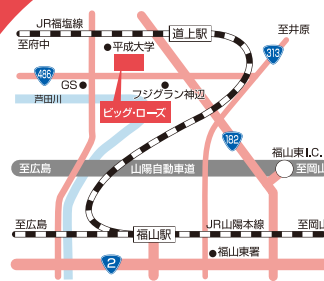 JR福塩線
至府中
道上駅
至井原
平成大学
313
486
GS
フジグラン神辺
芦田川
ビッグ・ローズ
182
福山東I.C.
至広島
山陽自動車道
至岡山
至広島
福山駅
JR山陽本線
至岡山
福山東署
2